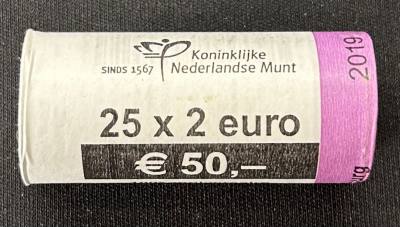 Koninklijke
SINDS 1567 Nederlandse Munt
25 x 2 euro
€ 50,—
2019